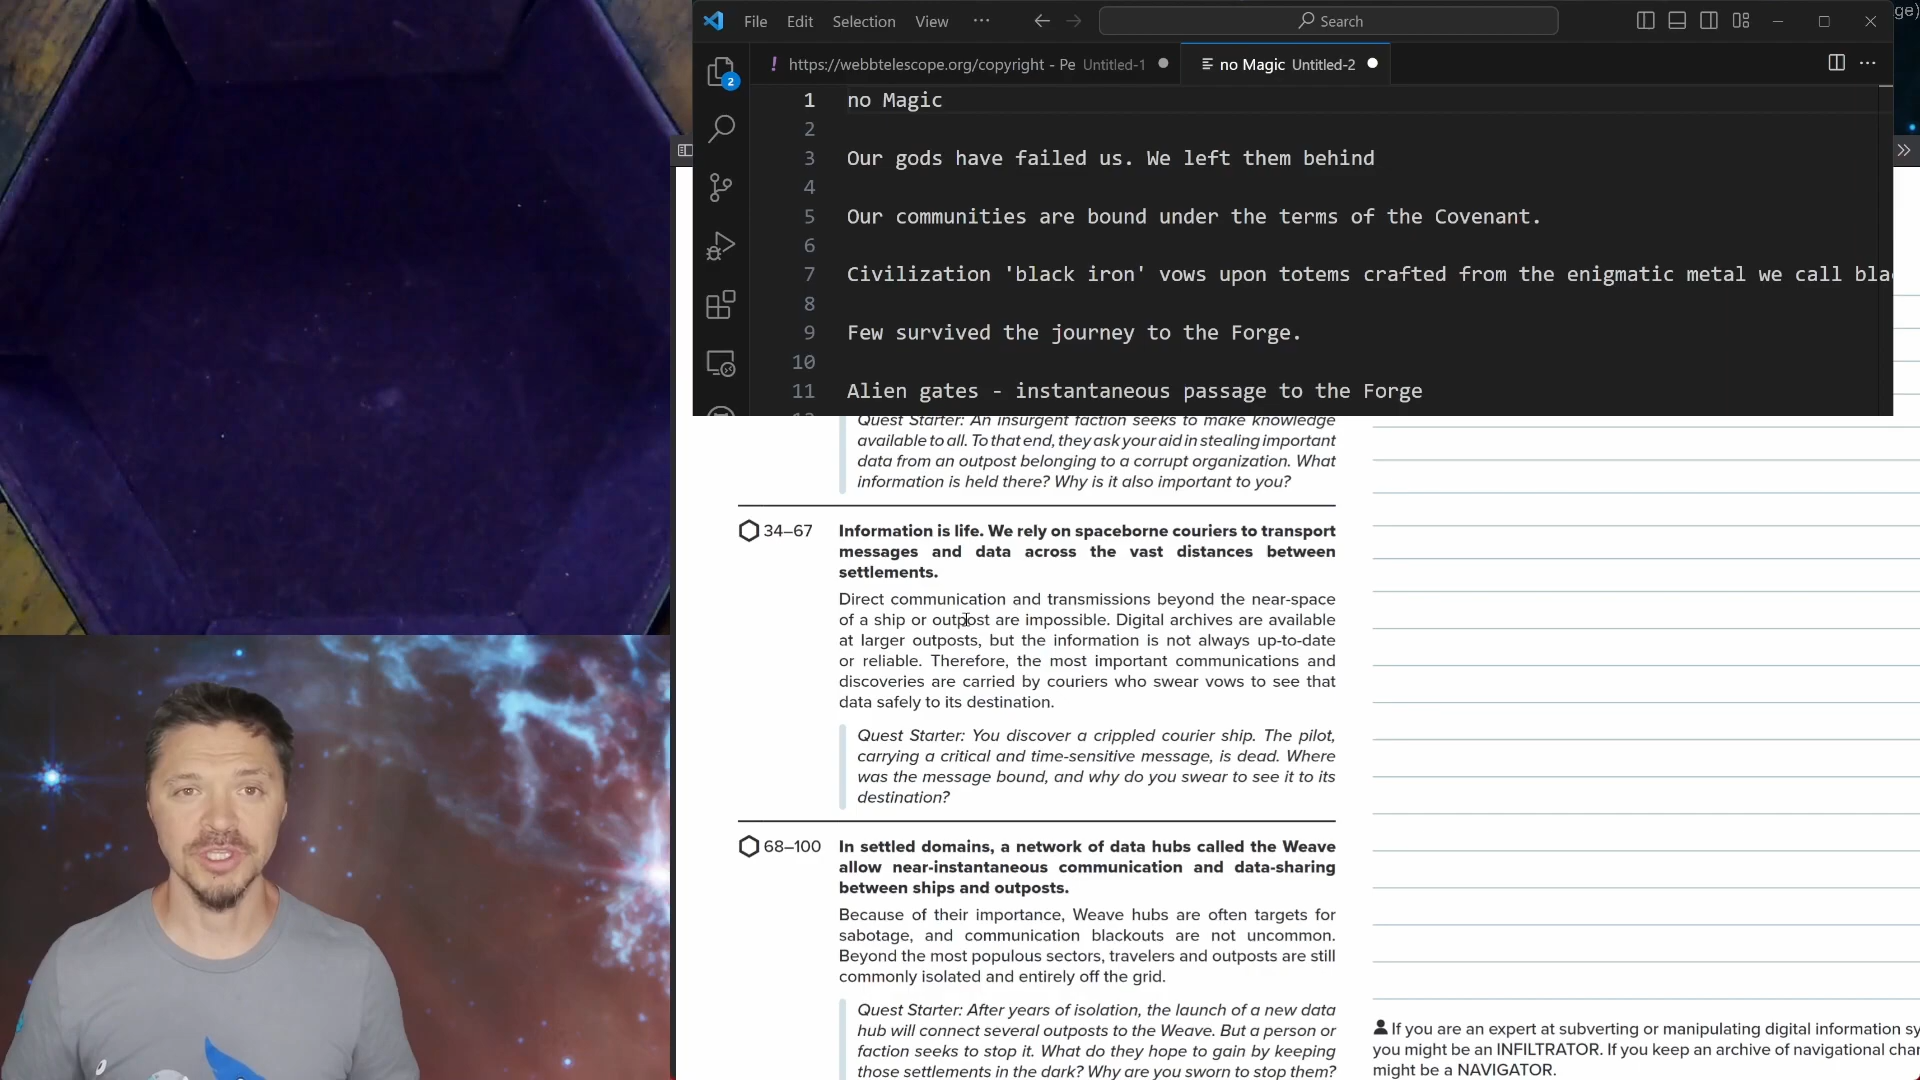 File Edit Selection View ··· Search
ge)
! https://webbtelescope.org/copyright - Pe Untitled-1
no Magic Untitled-2
2
1 no Magic
2
3 Our gods have failed us. We left them behind
4
5 Our communities are bound under the terms of the Covenant.
6
7 Civilization 'black iron' vows upon totems crafted from the enigmatic metal we call bla
8
9 Few survived the journey to the Forge.
10
11 Alien gates - instantaneous passage to the Forge
Quest Starter: An insurgent faction seeks to make knowledge
available to all. To that end, they ask your aid in stealing important
data from an outpost belonging to a corrupt organization. What
information is held there? Why is it also important to you?
34–67 Information is life. We rely on spaceborne couriers to transport
messages and data across the vast distances between
settlements.
Direct communication and transmissions beyond the near-space
of a ship or outpost are impossible. Digital archives are available
at larger outposts, but the information is not always up-to-date
or reliable. Therefore, the most important communications and
discoveries are carried by couriers who swear vows to see that
data safely to its destination.
Quest Starter: You discover a crippled courier ship. The pilot,
carrying a critical and time-sensitive message, is dead. Where
was the message bound, and why do you swear to see it to its
destination?
68–100 In settled domains, a network of data hubs called the Weave
allow near-instantaneous communication and data-sharing
between ships and outposts.
Because of their importance, Weave hubs are often targets for
sabotage, and communication blackouts are not uncommon.
Beyond the most populous sectors, travelers and outposts are still
commonly isolated and entirely off the grid.
Quest Starter: After years of isolation, the launch of a new data
hub will connect several outposts to the Weave. But a person or
faction seeks to stop it. What do they hope to gain by keeping
those settlements in the dark? Why are you sworn to stop them?
If you are an expert at subverting or manipulating digital information sy
you might be an INFILTRATOR. If you keep an archive of navigational char
might be a NAVIGATOR.